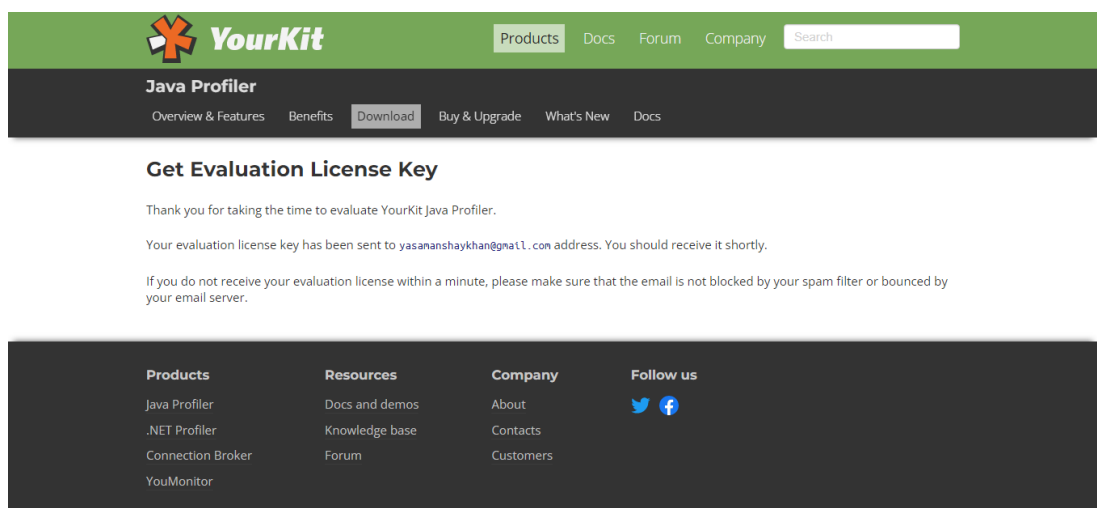 YourKit
Products Docs Forum Company Search
Java Profiler
Overview & Features Benefits Download Buy & Upgrade What's New Docs
Get Evaluation License Key
Thank you for taking the time to evaluate YourKit Java Profiler.
Your evaluation license key has been sent to yasamanshaykhan@gmail.com address. You should receive it shortly.
If you do not receive your evaluation license within a minute, please make sure that the email is not blocked by your spam filter or bounced by
your email server.
Products Resources Company Follow us
Java Profiler Docs and demos About
.NET Profiler Knowledge base Contacts
Connection Broker Forum Customers
YouMonitor